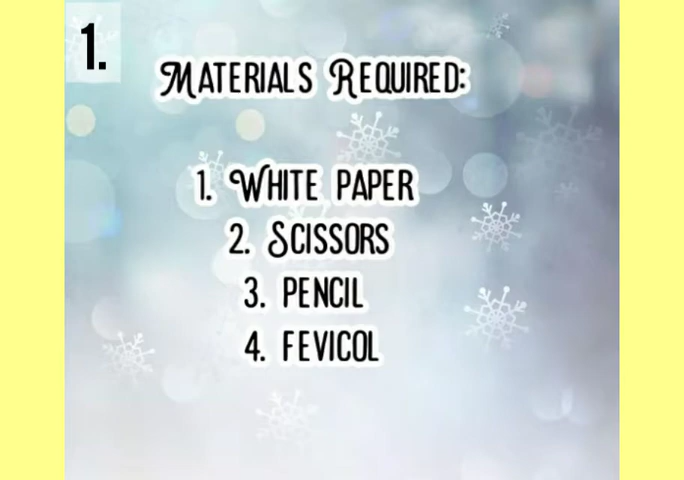 1.
Materials Required:
1. White paper
2. Scissors
3. pencil
4. fevicol